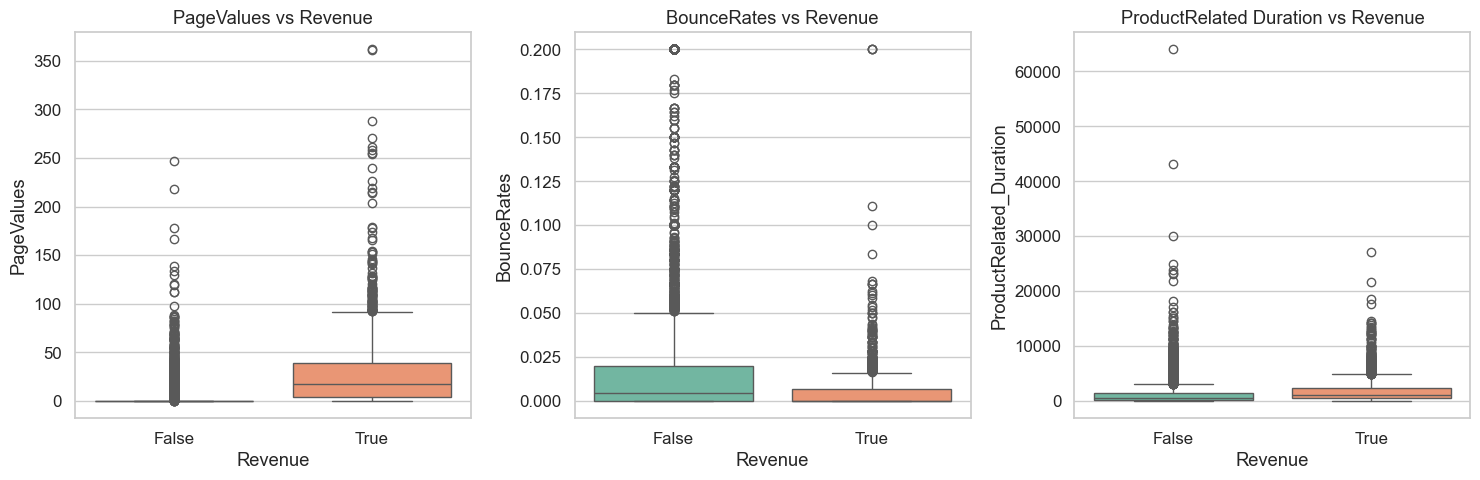 PageValues vs Revenue
350
300
250
200
150
100
50
0
PageValues
False
True
Revenue
BounceRates vs Revenue
0.200
0.175
0.150
0.125
0.100
0.075
0.050
0.025
0.000
BounceRates
False
True
Revenue
ProductRelated Duration vs Revenue
60000
50000
40000
30000
20000
10000
0
ProductRelated_Duration
False
True
Revenue